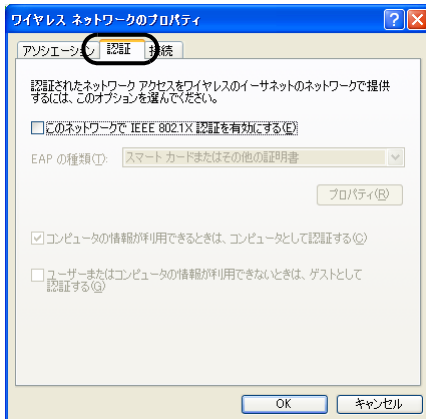 ワイヤレス ネットワークのプロパティ
アソシエーション 認証 接続
認証されたネットワーク アクセスをワイヤレスのイーサネットのネットワークで提供
するには、このオプションを選んでください。
このネットワークで IEEE 802.1X 認証を有効にする(E)
EAP の種類(T): スマート カードまたはその他の証明書
プロパティ(R)
コンピュータの情報が利用できるときは、コンピュータとして認証する(C)
ユーザーまたはコンピュータの情報が利用できないときは、ゲストとして
認証する(G)
OK キャンセル